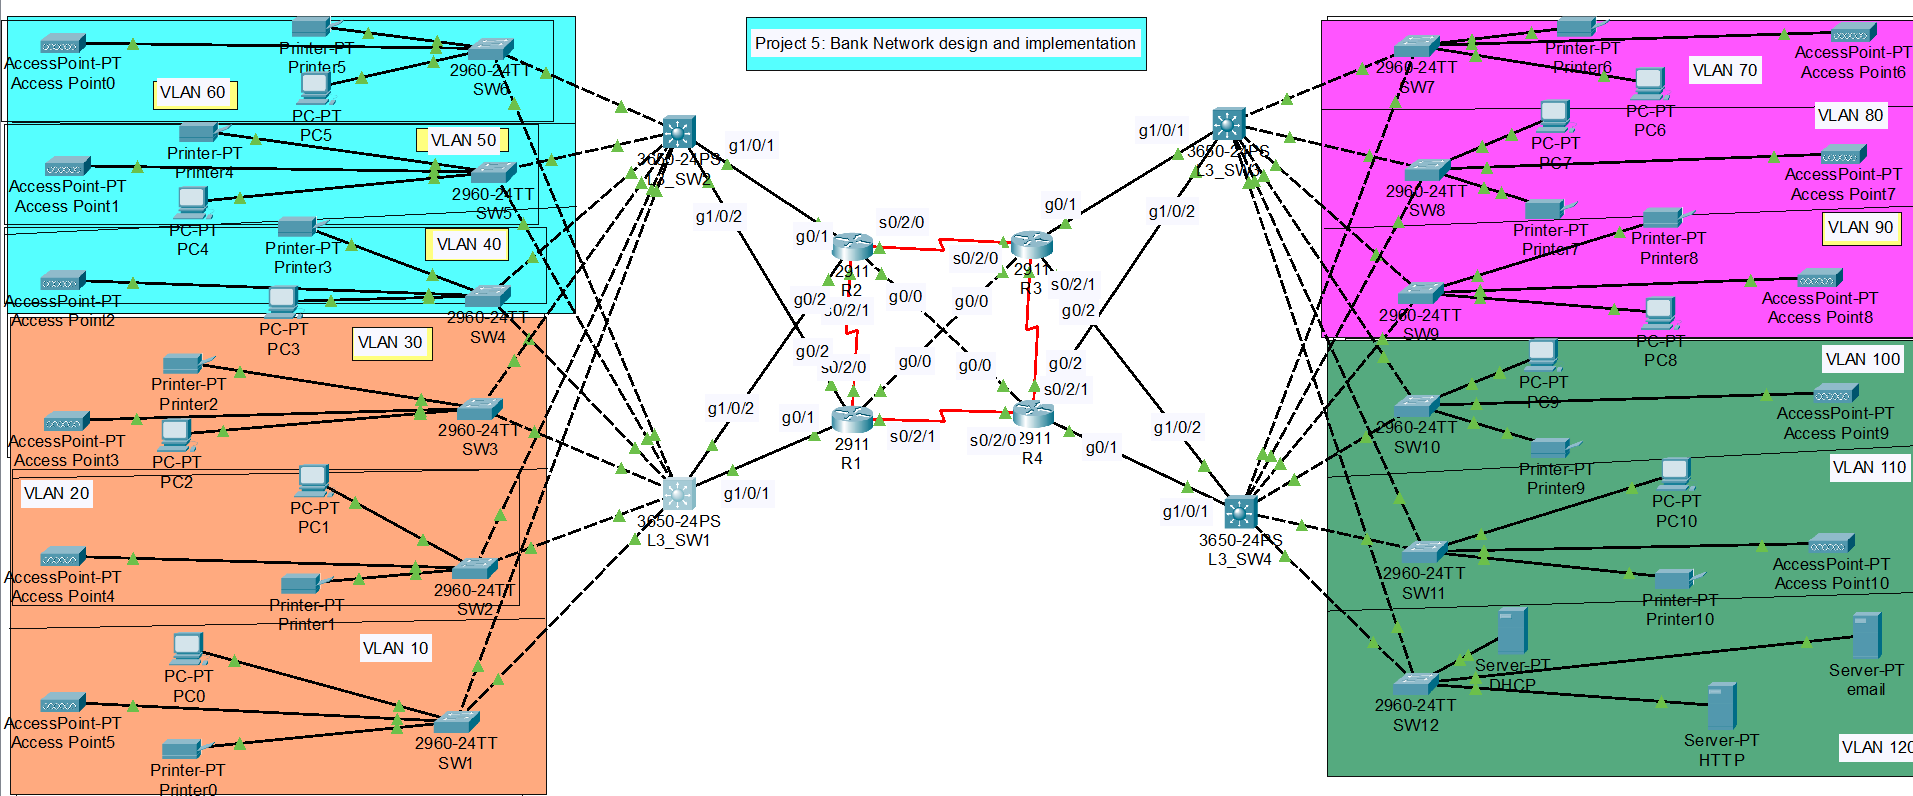 Project 5: Bank Network design and implementation
AccessPoint-PT
Access Point0
Printer-PT
Printer5
2960-24TT
SW6
VLAN 60
PC-PT
PC5
Printer-PT
Printer4
VLAN 50
AccessPoint-PT
Access Point1
2960-24TT
SW5
PC-PT
PC4
Printer-PT
Printer3
VLAN 40
AccessPoint-PT
Access Point2
PC-PT
PC3
2960-24TT
SW4
VLAN 30
Printer-PT
Printer2
AccessPoint-PT
Access Point3
PC-PT
PC2
2960-24TT
SW3
VLAN 20
PC-PT
PC1
AccessPoint-PT
Access Point4
Printer-PT
Printer1
2960-24TT
SW2
VLAN 10
PC-PT
PC0
AccessPoint-PT
Access Point5
Printer-PT
Printer0
2960-24TT
SW1
3650-24PS
L3_SW2
g1/0/1
g1/0/2
3650-24PS
L3_SW1
g1/0/2
g1/0/1
g0/1
s0/2/0
2911
R2
g0/2
s0/2/1
g0/0
g0/2
s0/2/0
g0/0
g0/1
s0/2/1
2911
R1
g0/1
s0/2/0
2911
R3
s0/2/1
g0/0
g0/2
g0/0
g0/2
s0/2/1
s0/2/0
2911
R4
g0/1
g1/0/1
3650-24PS
L3_SW3
g1/0/2
g1/0/2
g1/0/1
3650-24PS
L3_SW4
2960-24TT
SW7
Printer-PT
Printer6
VLAN 70
AccessPoint-PT
Access Point6
PC-PT
PC6
VLAN 80
PC-PT
PC7
2960-24TT
SW8
AccessPoint-PT
Access Point7
Printer-PT
Printer7
Printer-PT
Printer8
VLAN 90
2960-24TT
SW9
AccessPoint-PT
Access Point8
PC-PT
PC8
VLAN 100
PC-PT
PC9
2960-24TT
SW10
AccessPoint-PT
Access Point9
Printer-PT
Printer9
VLAN 110
PC-PT
PC10
2960-24TT
SW11
AccessPoint-PT
Access Point10
Printer-PT
Printer10
Server-PT
DHCP
Server-PT
email
2960-24TT
SW12
Server-PT
HTTP
VLAN 120